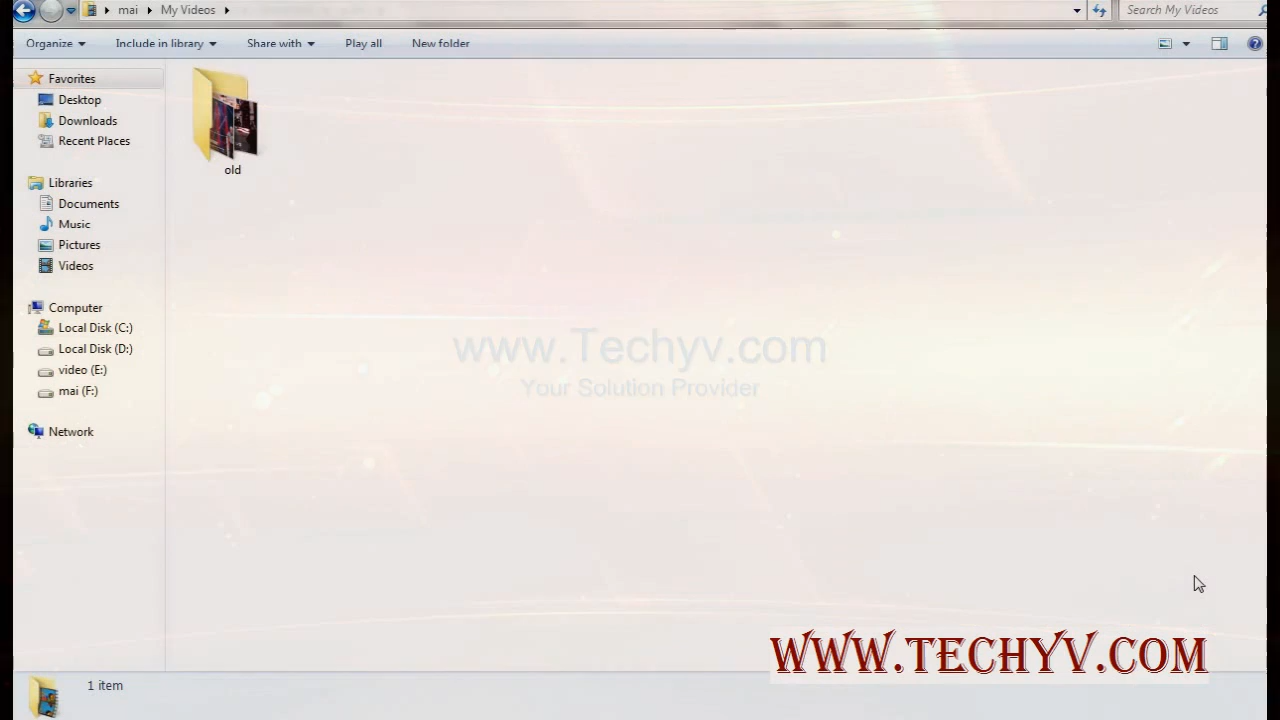 mai My Videos Search My Videos
Organize Include in library Share with Play all New folder
Favorites
Desktop
Downloads
Recent Places
Libraries
Documents
Music
Pictures
Videos
Computer
Local Disk (C:)
Local Disk (D:)
video (E:)
mai (F:)
Network
old
www.Techyv.com
Your Solution Provider
WWW.TECHYV.COM
1 item